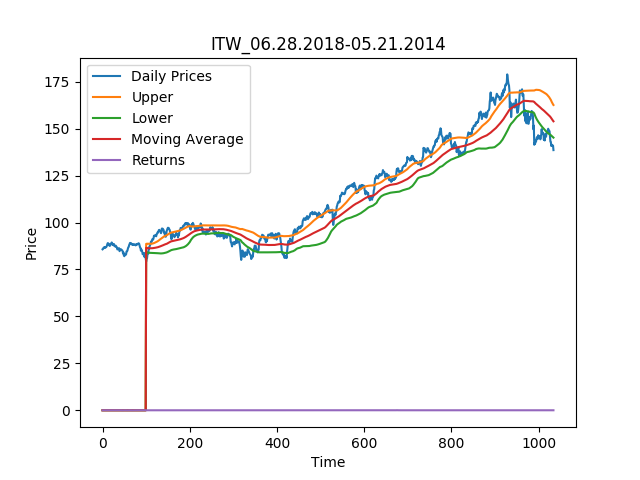 ITW_06.28.2018-05.21.2014
Daily Prices
Upper
Lower
Moving Average
Returns
175
150
125
100
75
50
25
0
Price
0 200 400 600 800 1000
Time